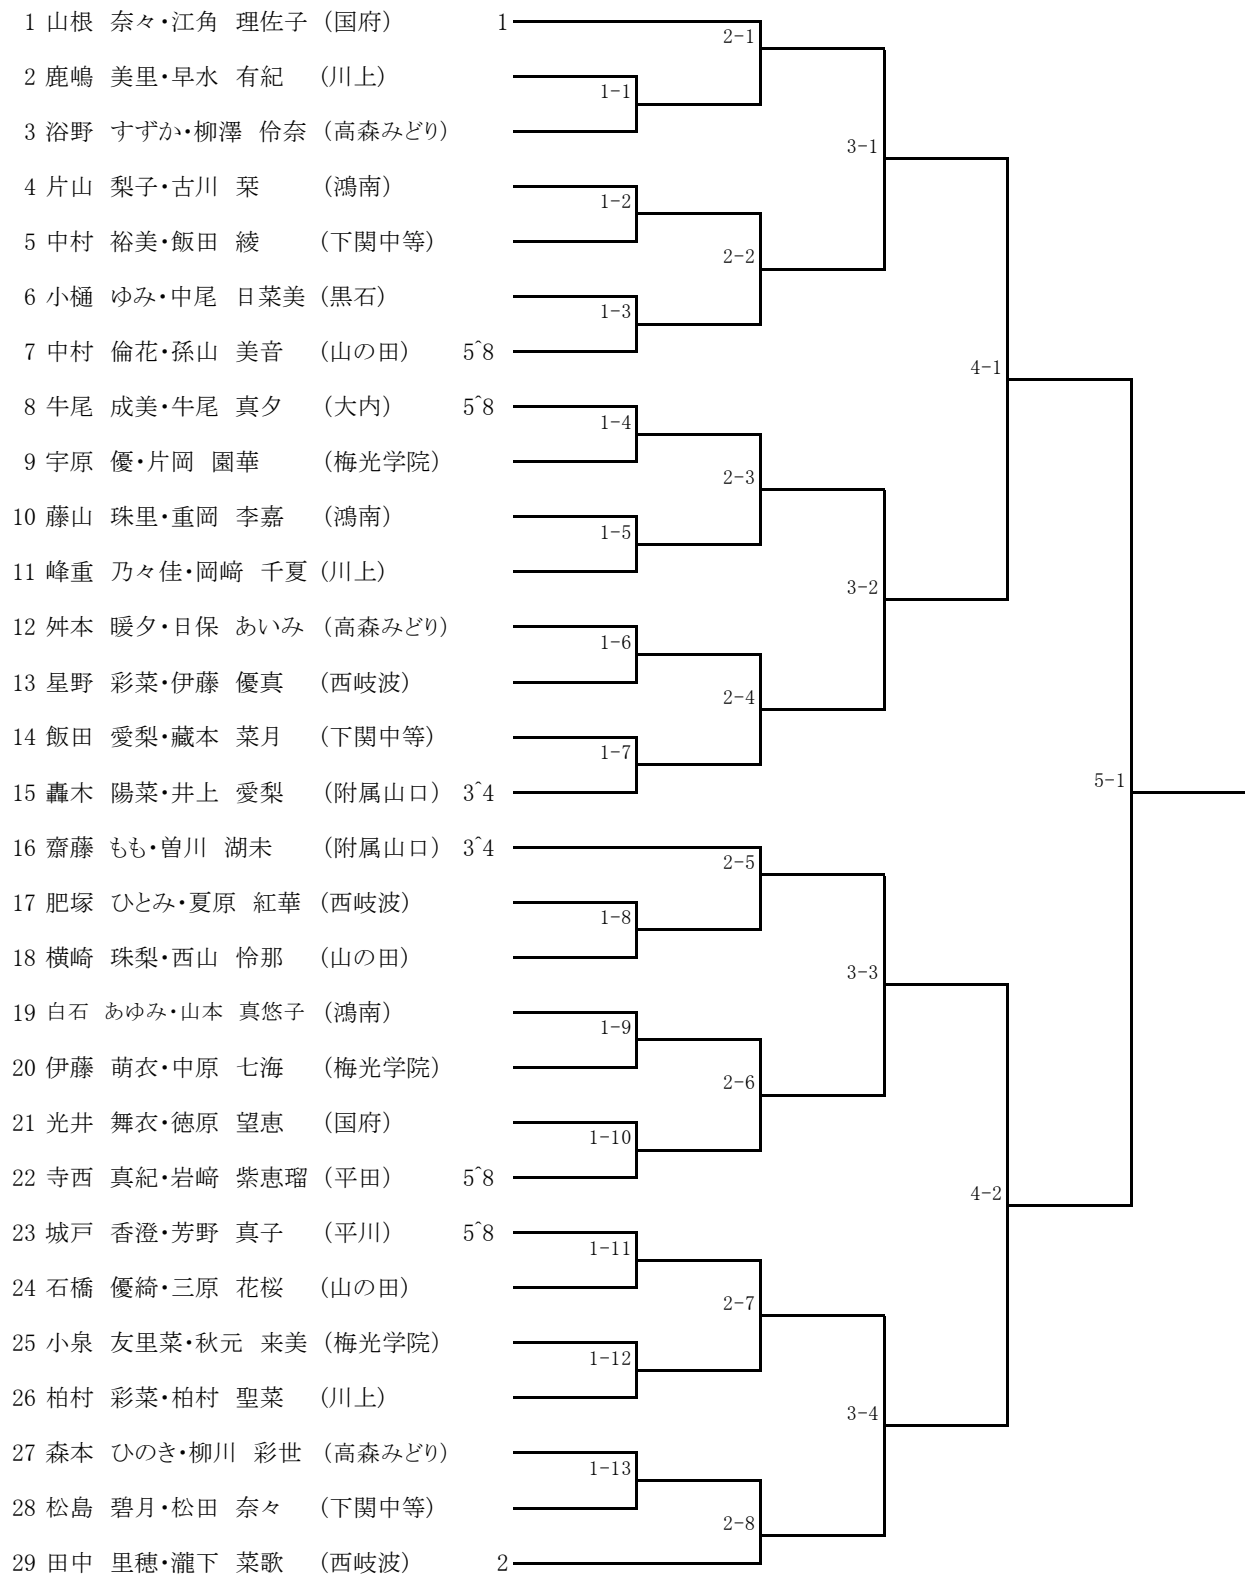 1 山根 奈々・江角 理佐子 (国府) 1
2-1
2 鹿嶋 美里・早水 有紀 (川上)
1-1
3 浴野 すずか・柳澤 伶奈 (高森みどり)
3-1
4 片山 梨子・古川 栞 (鴻南)
1-2
5 中村 裕美・飯田 綾 (下関中等)
2-2
6 小樋 ゆみ・中尾 日菜美 (黒石)
1-3
7 中村 倫花・孫山 美音 (山の田) 5^8
4-1
8 牛尾 成美・牛尾 真夕 (大内) 5^8
1-4
9 宇原 優・片岡 園華 (梅光学院)
2-3
10 藤山 珠里・重岡 李嘉 (鴻南)
1-5
11 峰重 乃々佳・岡﨑 千夏 (川上)
3-2
12 舛本 暖夕・日保 あいみ (高森みどり)
1-6
13 星野 彩菜・伊藤 優真 (西岐波)
2-4
14 飯田 愛梨・藏本 菜月 (下関中等)
1-7
15 轟木 陽菜・井上 愛梨 (附属山口) 3^4
5-1
16 齋藤 もも・曽川 湖未 (附属山口) 3^4
2-5
17 肥塚 ひとみ・夏原 紅華 (西岐波)
1-8
18 横崎 珠梨・西山 怜那 (山の田)
3-3
19 白石 あゆみ・山本 真悠子 (鴻南)
1-9
20 伊藤 萌衣・中原 七海 (梅光学院)
2-6
21 光井 舞衣・徳原 望恵 (国府)
1-10
22 寺西 真紀・岩﨑 紫恵瑠 (平田) 5^8
4-2
23 城戸 香澄・芳野 真子 (平川) 5^8
1-11
24 石橋 優綺・三原 花桜 (山の田)
2-7
25 小泉 友里菜・秋元 来美 (梅光学院)
1-12
26 柏村 彩菜・柏村 聖菜 (川上)
3-4
27 森本 ひのき・柳川 彩世 (高森みどり)
1-13
28 松島 碧月・松田 奈々 (下関中等)
2-8
29 田中 里穂・瀧下 菜歌 (西岐波) 2